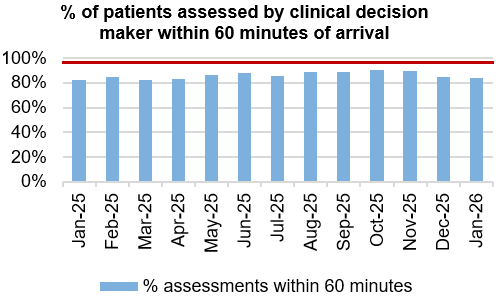 % of patients assessed by clinical decision
maker within 60 minutes of arrival
100%
80%
60%
40%
20%
0%
Jan-25
Feb-25
Mar-25
Apr-25
May-25
Jun-25
Jul-25
Aug-25
Sep-25
Oct-25
Nov-25
Dec-25
Jan-26
% assessments within 60 minutes